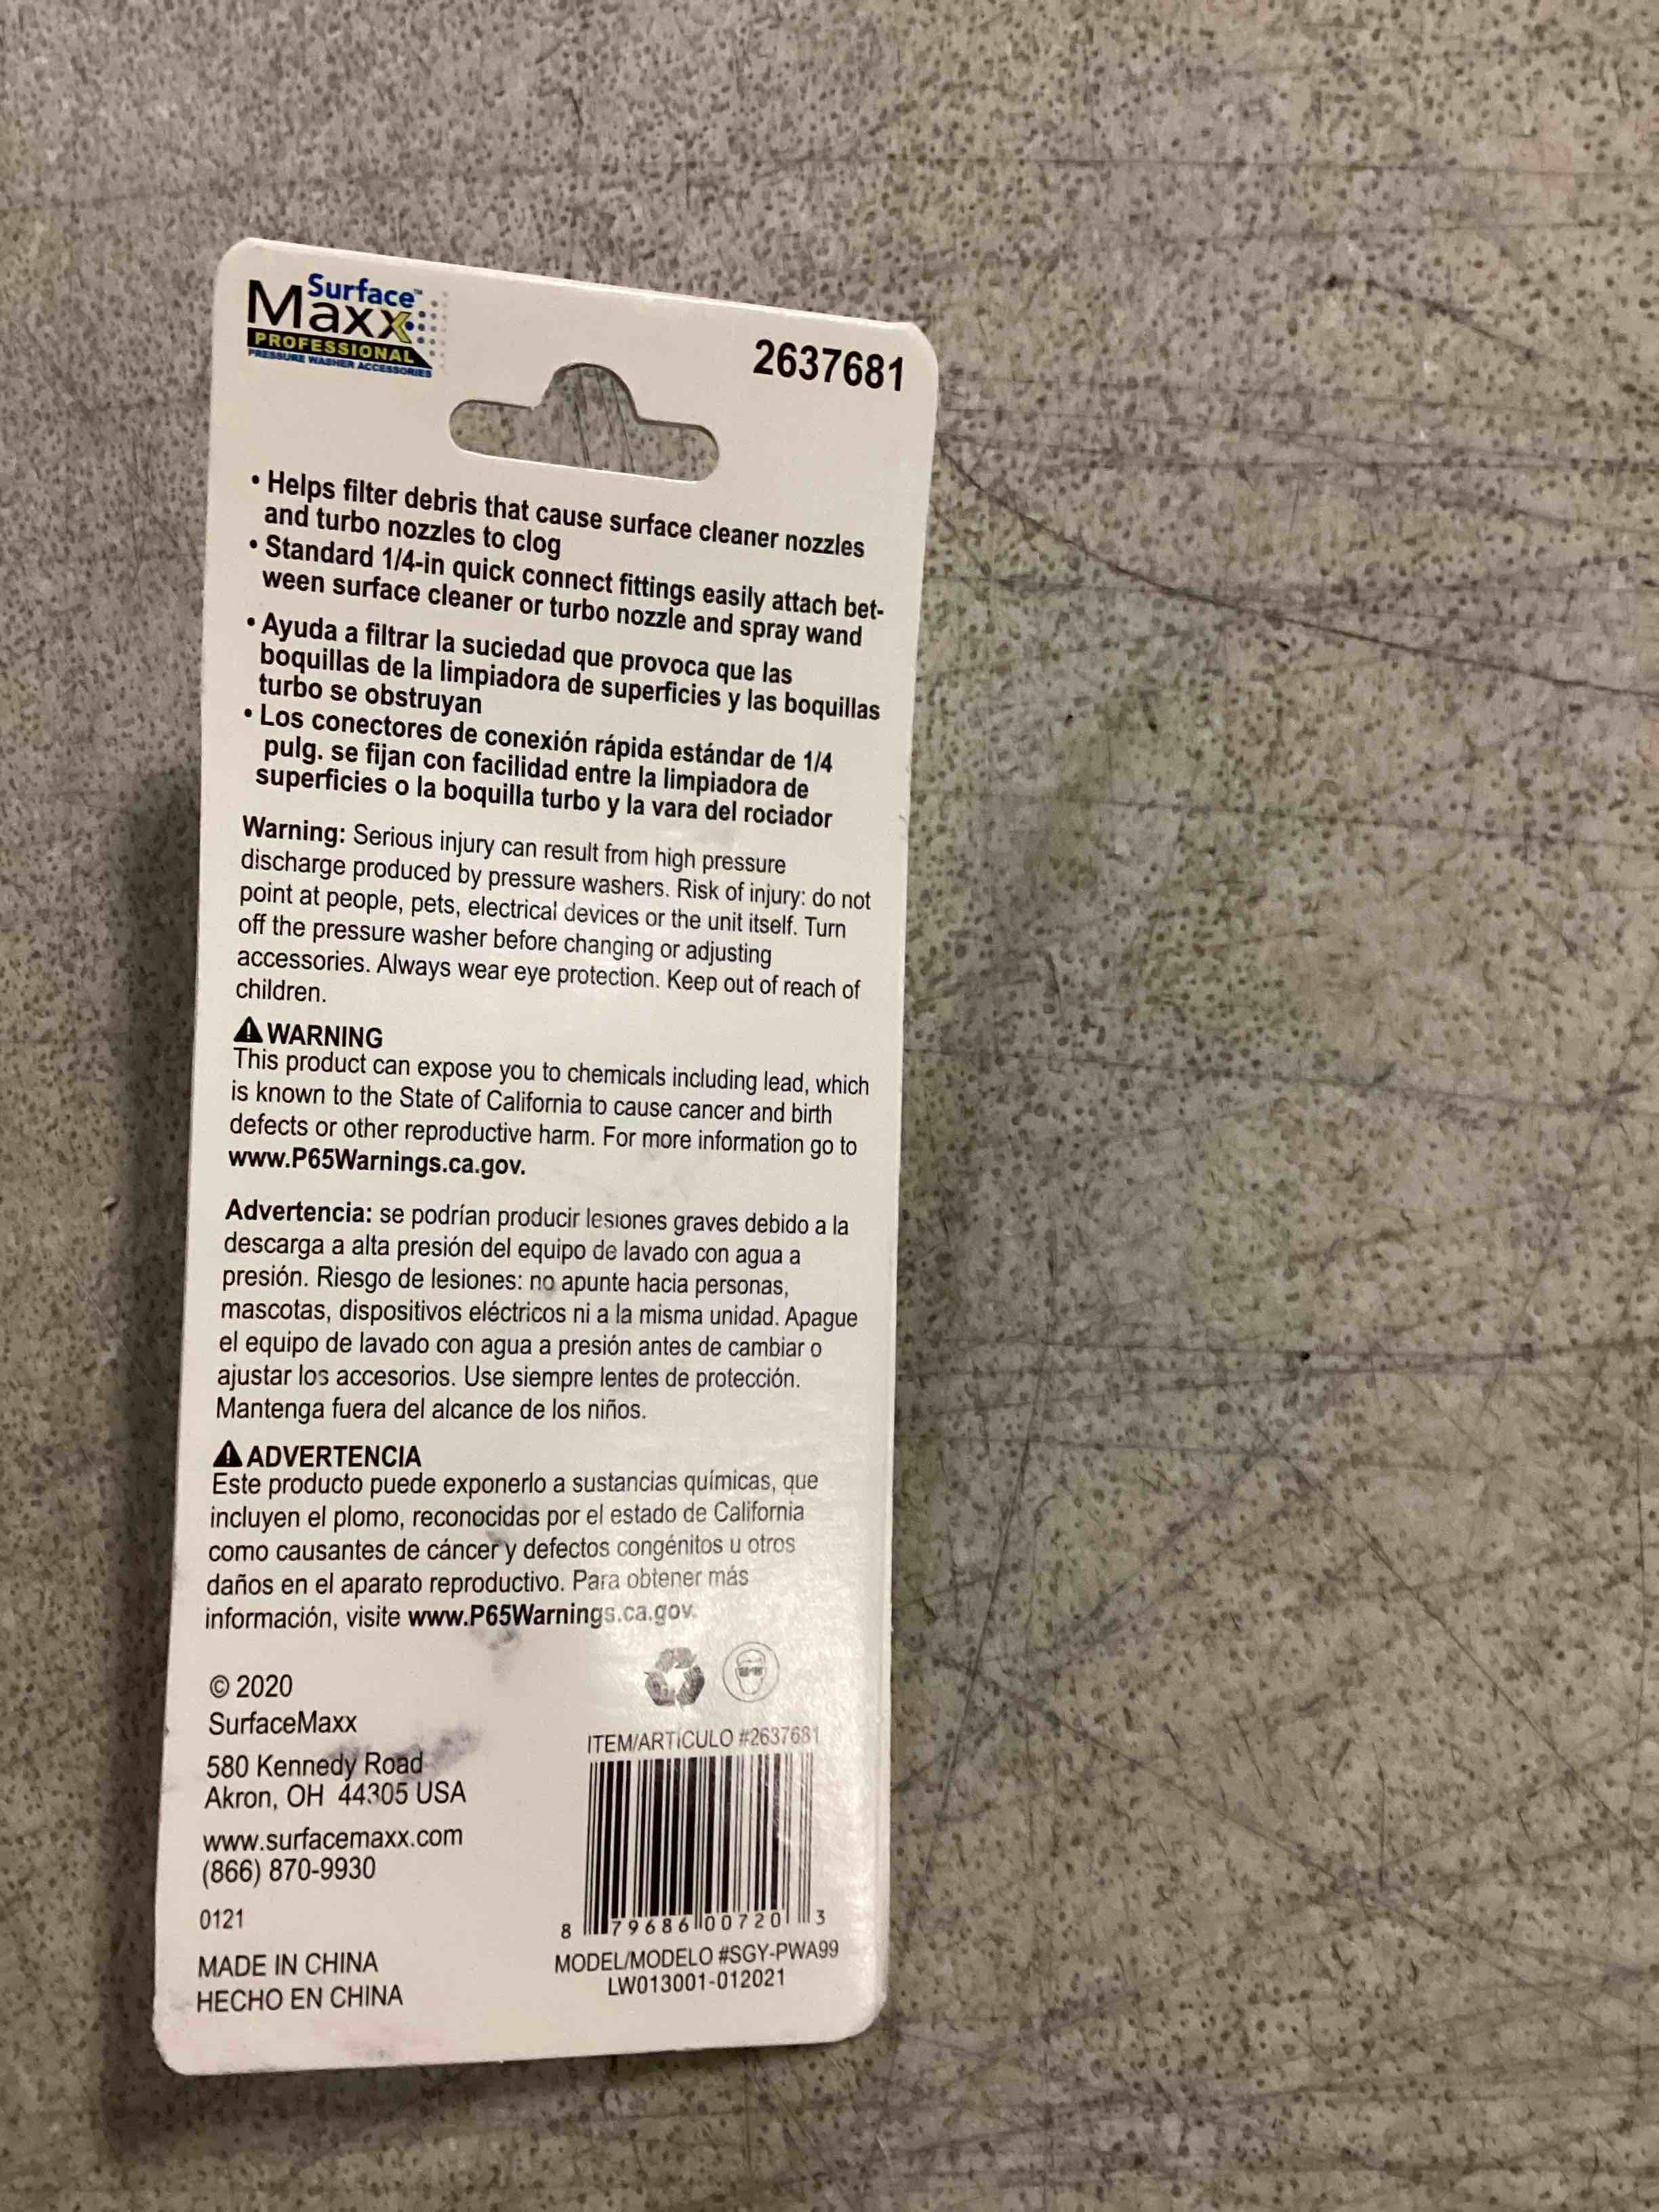 Surface™
Maxx
PROFESSIONAL
PRESSURE WASHER ACCESSORIES
2637681
• Helps filter debris that cause surface cleaner nozzles
and turbo nozzles to clog
• Standard 1/4-in quick connect fittings easily attach bet-
ween surface cleaner or turbo nozzle and spray wand
• Ayuda a filtrar la suciedad que provoca que las
boquillas de la limpiadora de superficies y las boquillas
turbo se obstruyan
• Los conectores de conexión rápida estándar de 1/4
pulg. se fijan con facilidad entre la limpiadora de
superficies o la boquilla turbo y la vara del rociador
Warning: Serious injury can result from high pressure
discharge produced by pressure washers. Risk of injury: do not
point at people, pets, electrical devices or the unit itself. Turn
off the pressure washer before changing or adjusting
accessories. Always wear eye protection. Keep out of reach of
children.
⚠ WARNING
This product can expose you to chemicals including lead, which
is known to the State of California to cause cancer and birth
defects or other reproductive harm. For more information go to
www.P65Warnings.ca.gov.
Advertencia: se podrían producir lesiones graves debido a la
descarga a alta presión del equipo de lavado con agua a
presión. Riesgo de lesiones: no apunte hacia personas,
mascotas, dispositivos eléctricos ni a la misma unidad. Apague
el equipo de lavado con agua a presión antes de cambiar o
ajustar los accesorios. Use siempre lentes de protección.
Mantenga fuera del alcance de los niños.
⚠ ADVERTENCIA
Este producto puede exponerlo a sustancias químicas, que
incluyen el plomo, reconocidas por el estado de California
como causantes de cáncer y defectos congénitos u otros
daños en el aparato reproductivo. Para obtener más
información, visite www.P65Warnings.ca.gov.
© 2020
SurfaceMaxx
580 Kennedy Road
Akron, OH 44305 USA
www.surfacemaxx.com
(866) 870-9930
0121
MADE IN CHINA
HECHO EN CHINA
ITEM/ARTÍCULO #2637681
8 79686 00720 3
MODEL/MODELO #SGY-PWA99
LW013001-012021